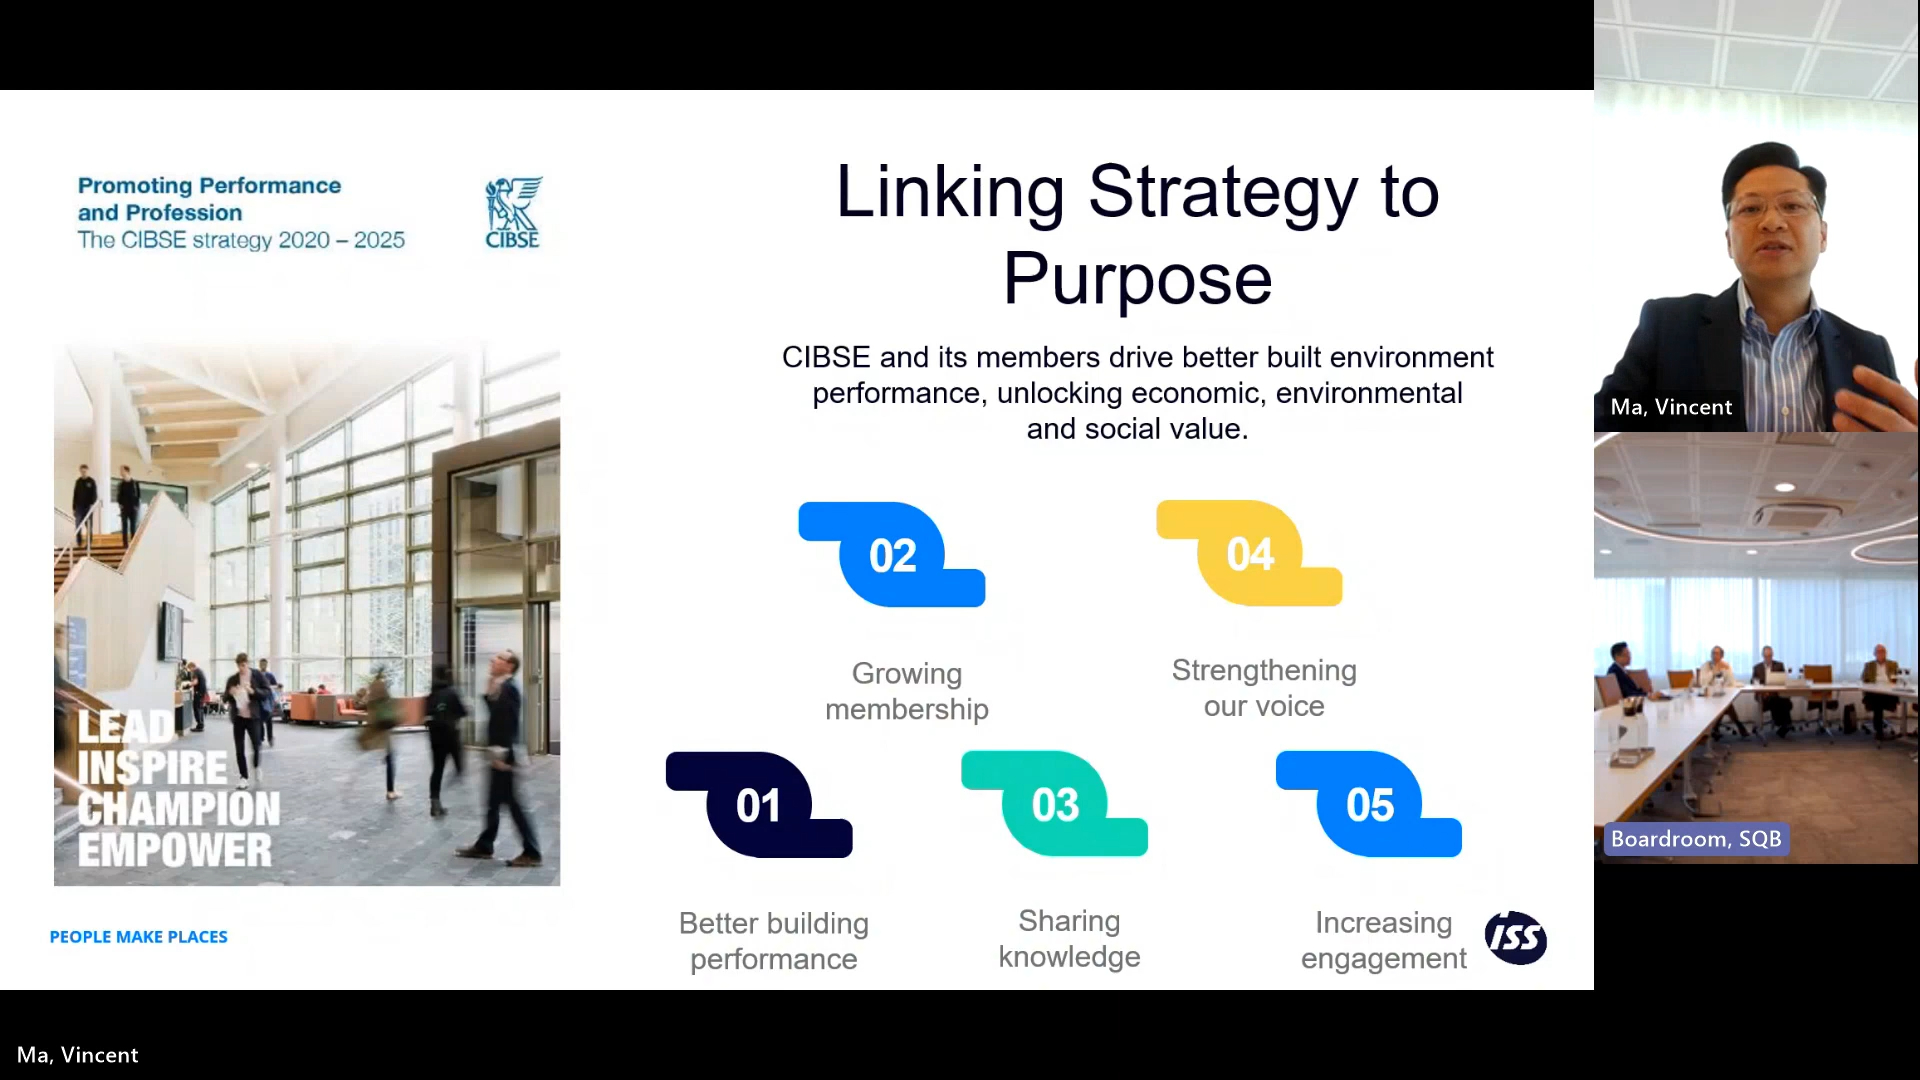 Promoting Performance
and Profession
The CIBSE strategy 2020 – 2025
CIBSE
LEAD
INSPIRE
CHAMPION
EMPOWER
PEOPLE MAKE PLACES
Linking Strategy to
Purpose
CIBSE and its members drive better built environment
performance, unlocking economic, environmental
and social value.
02
Growing
membership
04
Strengthening
our voice
01
Better building
performance
03
Sharing
knowledge
05
Increasing
engagement
ISS
Ma, Vincent
Boardroom, SQB
Ma, Vincent